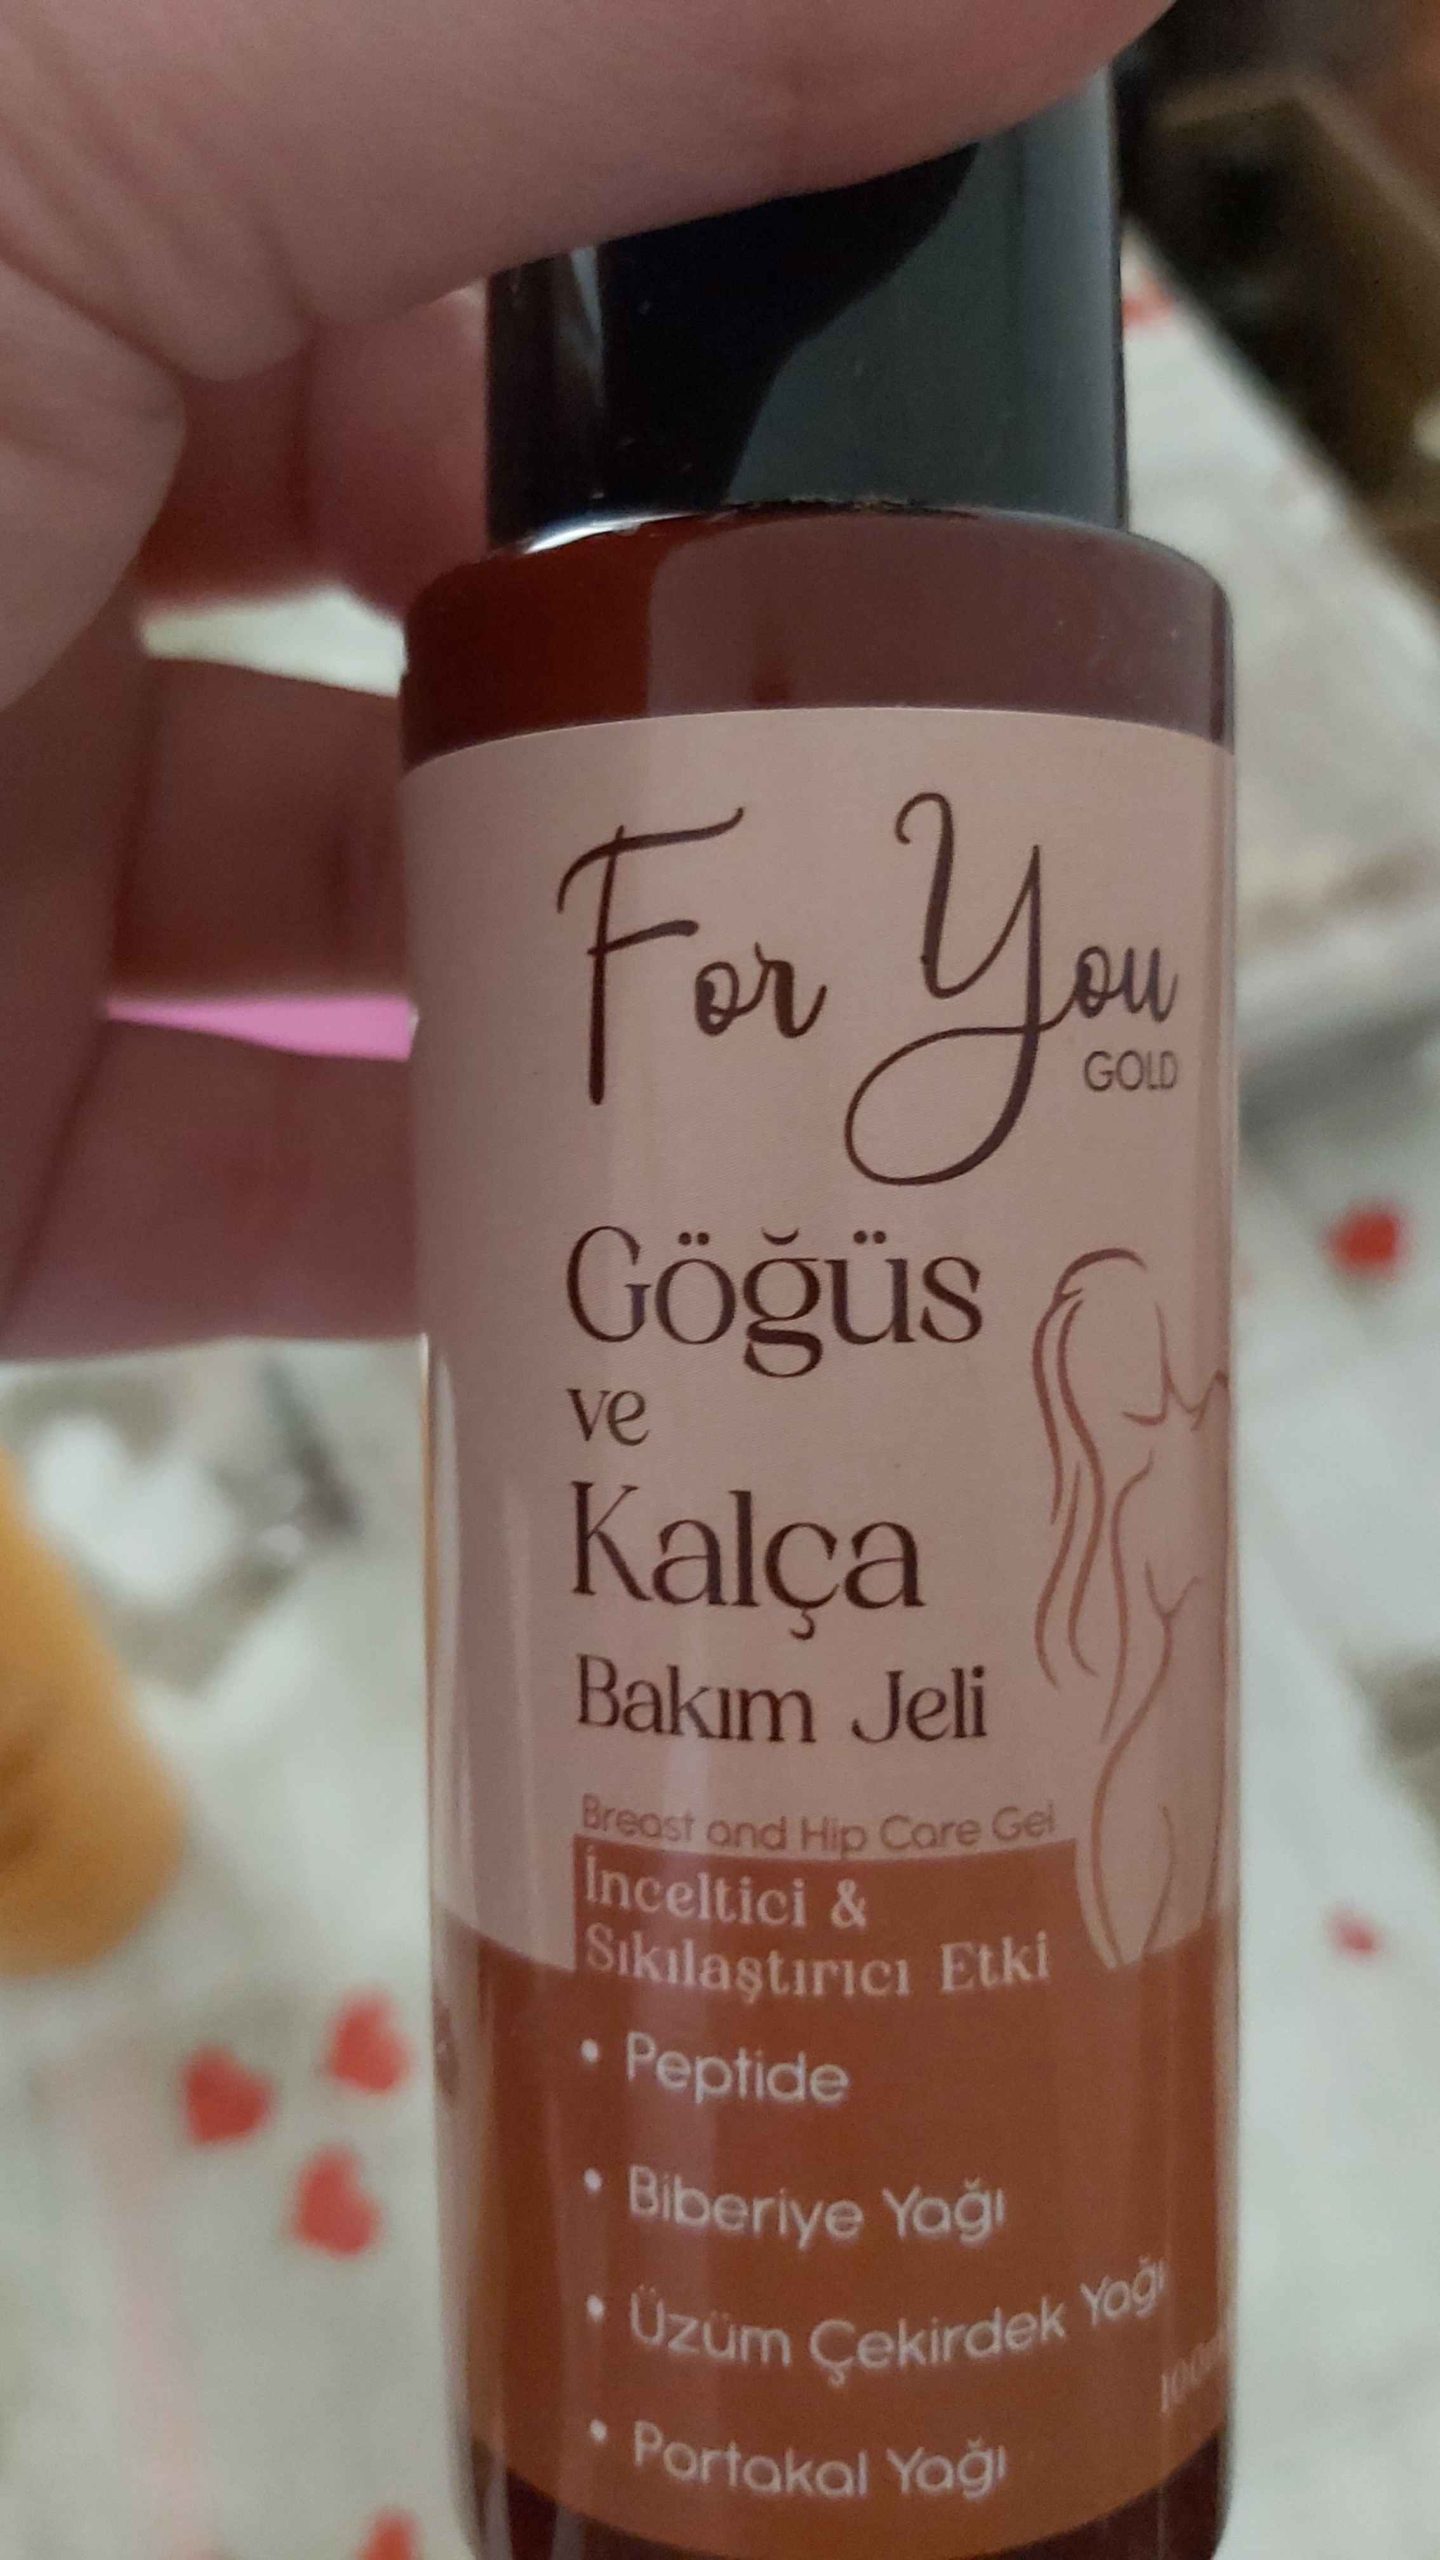 For You
GOLD
Göğüs
ve
Kalça
Bakım Jeli
Breast and Hip Care Gel
İnceltici &
Sıkılaştırıcı Etki
• Peptide
• Biberiye Yağı
• Üzüm Çekirdek Yağı
• Portakal Yağı